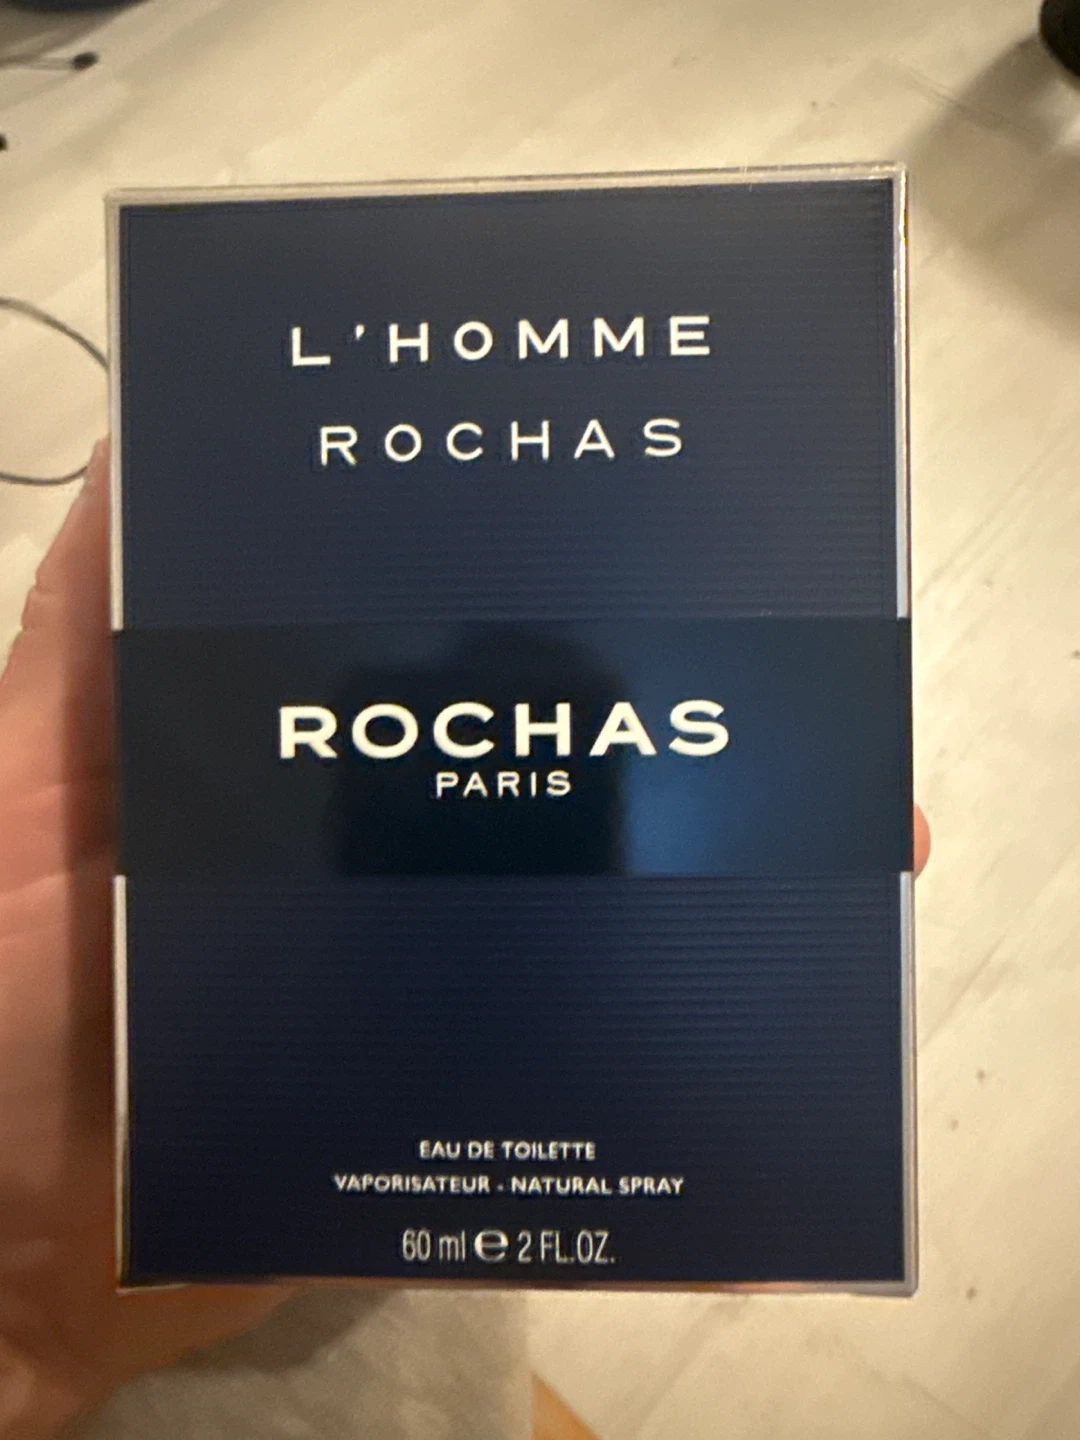 L'HOMME
ROCHAS
ROCHAS
PARIS
EAU DE TOILETTE
VAPORISATEUR - NATURAL SPRAY
60 ml e 2 FL.OZ.